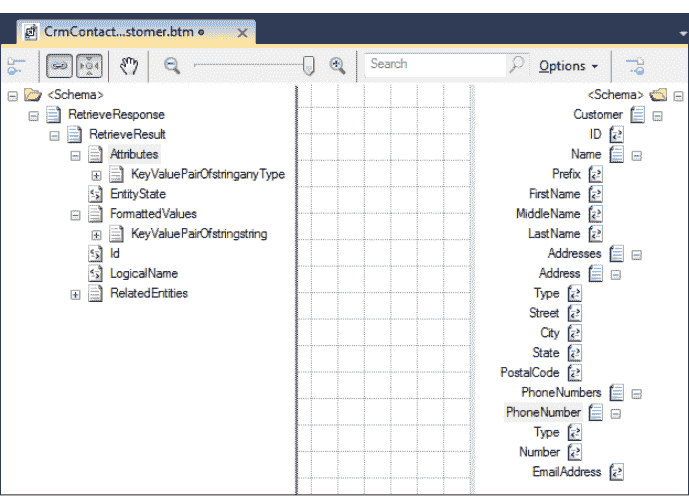 CrmContact...stomer.btm
Search
Options
<Schema>
RetrieveResponse
RetrieveResult
Attributes
KeyValuePairOfstringanyType
EntityState
FormattedValues
KeyValuePairOfstringstring
Id
LogicalName
RelatedEntities
<Schema>
Customer
ID
Name
Prefix
FirstName
MiddleName
LastName
Addresses
Address
Type
Street
City
State
PostalCode
PhoneNumbers
PhoneNumber
Type
Number
EmailAddress